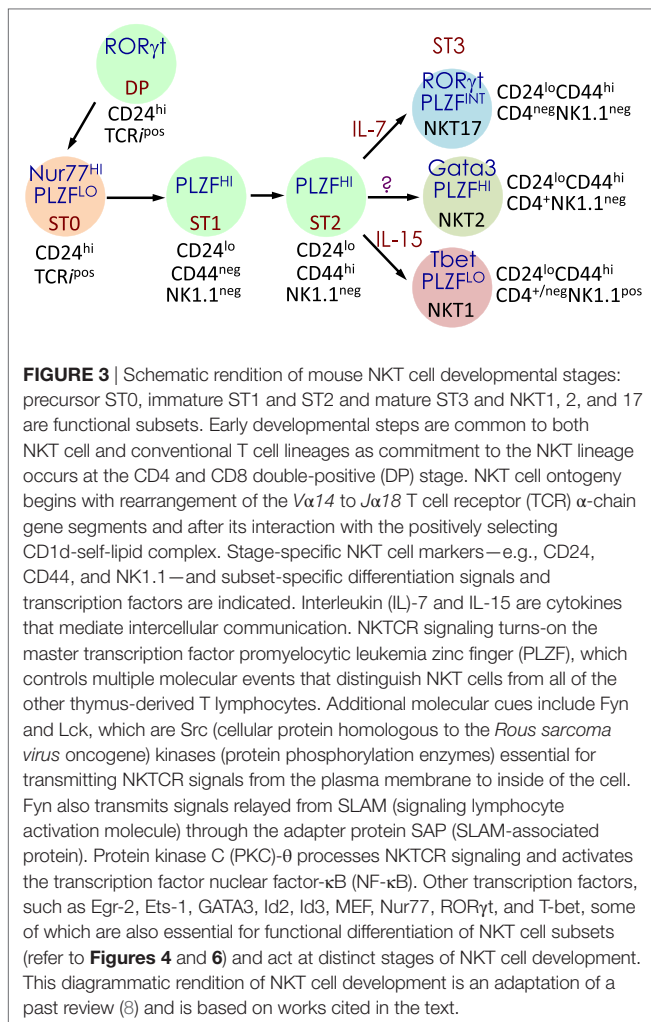 RORγt
DP
CD24hi
TCRipos
Nur77HI
PLZFLO
ST0
CD24hi
TCRipos
PLZFHI
ST1
CD24lo
CD44neg
NK1.1neg
PLZFHI
ST2
CD24lo
CD44hi
NK1.1neg
IL-7
?
IL-15
ST3
RORγt
PLZFINT
NKT17
CD24loCD44hi
CD4negNK1.1neg
Gata3
PLZFHI
NKT2
CD24loCD44hi
CD4+NK1.1neg
Tbet
PLZFLO
NKT1
CD24loCD44hi
CD4+/negNK1.1pos
FIGURE 3 | Schematic rendition of mouse NKT cell developmental stages:
precursor ST0, immature ST1 and ST2 and mature ST3 and NKT1, 2, and 17
are functional subsets. Early developmental steps are common to both
NKT cell and conventional T cell lineages as commitment to the NKT lineage
occurs at the CD4 and CD8 double-positive (DP) stage. NKT cell ontogeny
begins with rearrangement of the Vα14 to Jα18 T cell receptor (TCR) α-chain
gene segments and after its interaction with the positively selecting
CD1d-self-lipid complex. Stage-specific NKT cell markers—e.g., CD24,
CD44, and NK1.1—and subset-specific differentiation signals and
transcription factors are indicated. Interleukin (IL)-7 and IL-15 are cytokines
that mediate intercellular communication. NKTCR signaling turns-on the
master transcription factor promyelocytic leukemia zinc finger (PLZF), which
controls multiple molecular events that distinguish NKT cells from all of the
other thymus-derived T lymphocytes. Additional molecular cues include Fyn
and Lck, which are Src (cellular protein homologous to the Rous sarcoma
virus oncogene) kinases (protein phosphorylation enzymes) essential for
transmitting NKTCR signals from the plasma membrane to inside of the cell.
Fyn also transmits signals relayed from SLAM (signaling lymphocyte
activation molecule) through the adapter protein SAP (SLAM-associated
protein). Protein kinase C (PKC)-θ processes NKTCR signaling and activates
the transcription factor nuclear factor-κB (NF-κB). Other transcription factors,
such as Egr-2, Ets-1, GATA3, Id2, Id3, MEF, Nur77, RORγt, and T-bet, some
of which are also essential for functional differentiation of NKT cell subsets
(refer to Figures 4 and 6) and act at distinct stages of NKT cell development.
This diagrammatic rendition of NKT cell development is an adaptation of a
past review (8) and is based on works cited in the text.